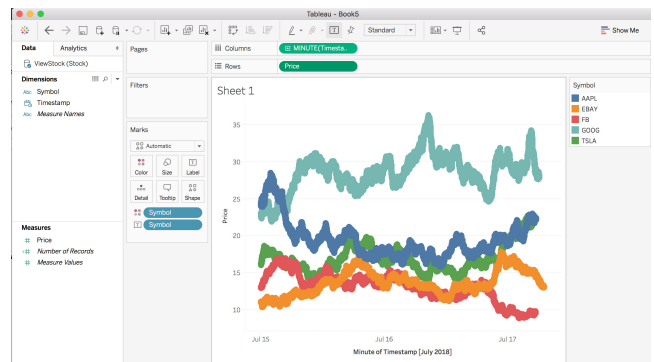 Tableau - Book5
Standard
Show Me
Data
Analytics
Pages
Columns
MINUTE(Timesta..
Rows
Price
ViewStock (Stock)
Dimensions
Abc Symbol
Timestamp
Abc Measure Names
Measures
# Price
=# Number of Records
# Measure Values
Filters
Marks
Automatic
Color
Size
Label
Detail
Tooltip
Shape
Symbol
Symbol
Sheet 1
Price
35
30
25
20
15
10
Jul 15
Jul 16
Jul 17
Minute of Timestamp [July 2018]
Symbol
AAPL
EBAY
FB
GOOG
TSLA